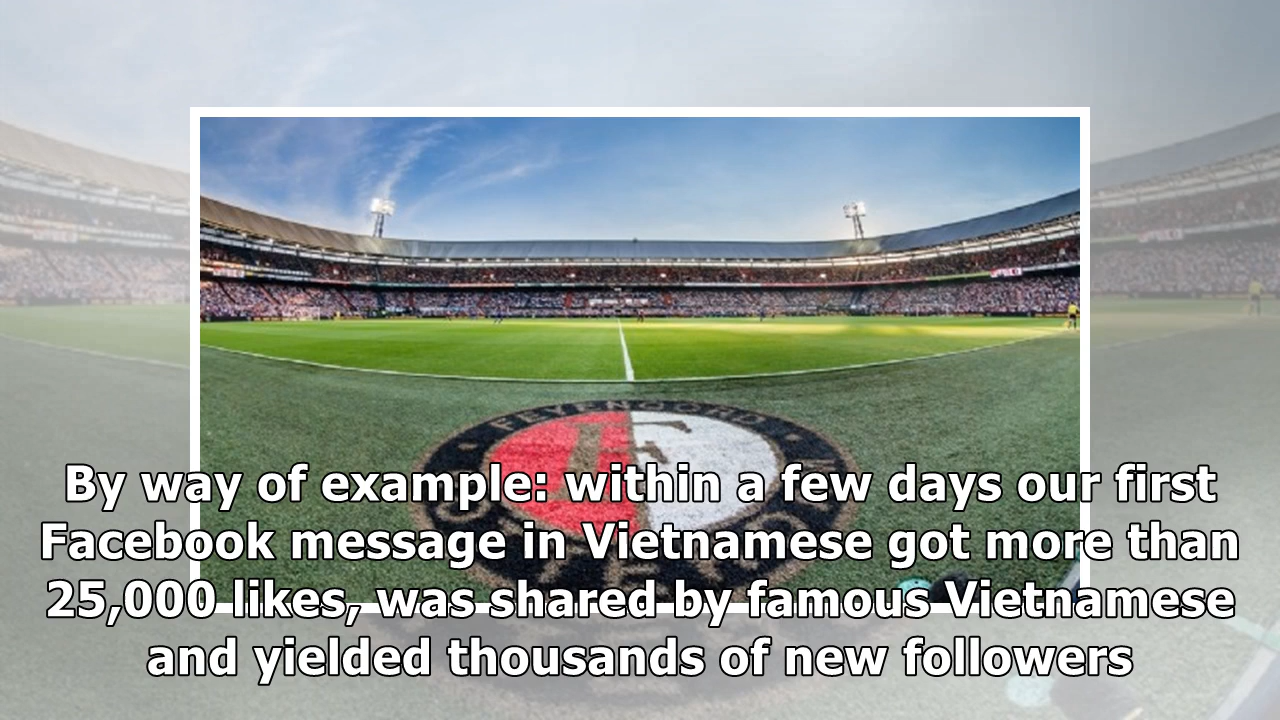 FEYENOORD
By way of example: within a few days our first
Facebook message in Vietnamese got more than
25,000 likes, was shared by famous Vietnamese
and yielded thousands of new followers